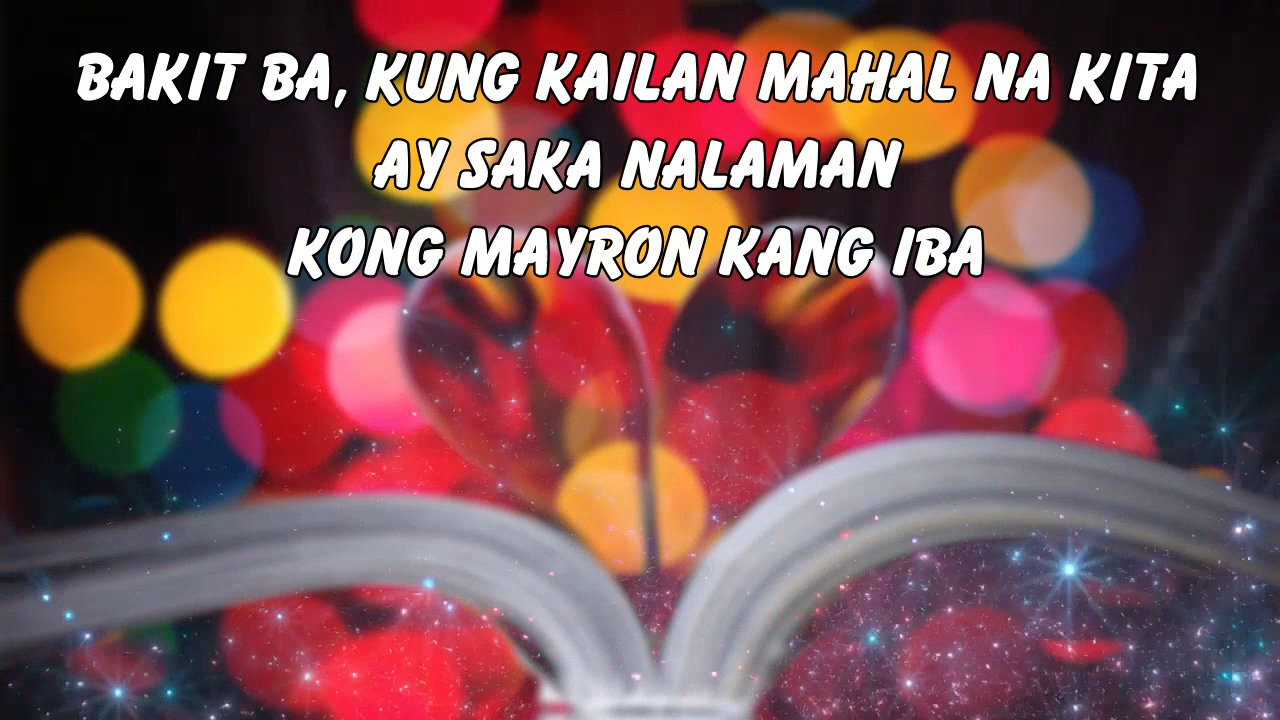 BAKIT BA, KUNG KAILAN MAHAL NA KITA
AY SAKA NALAMAN
KONG MAYRON KANG IBA